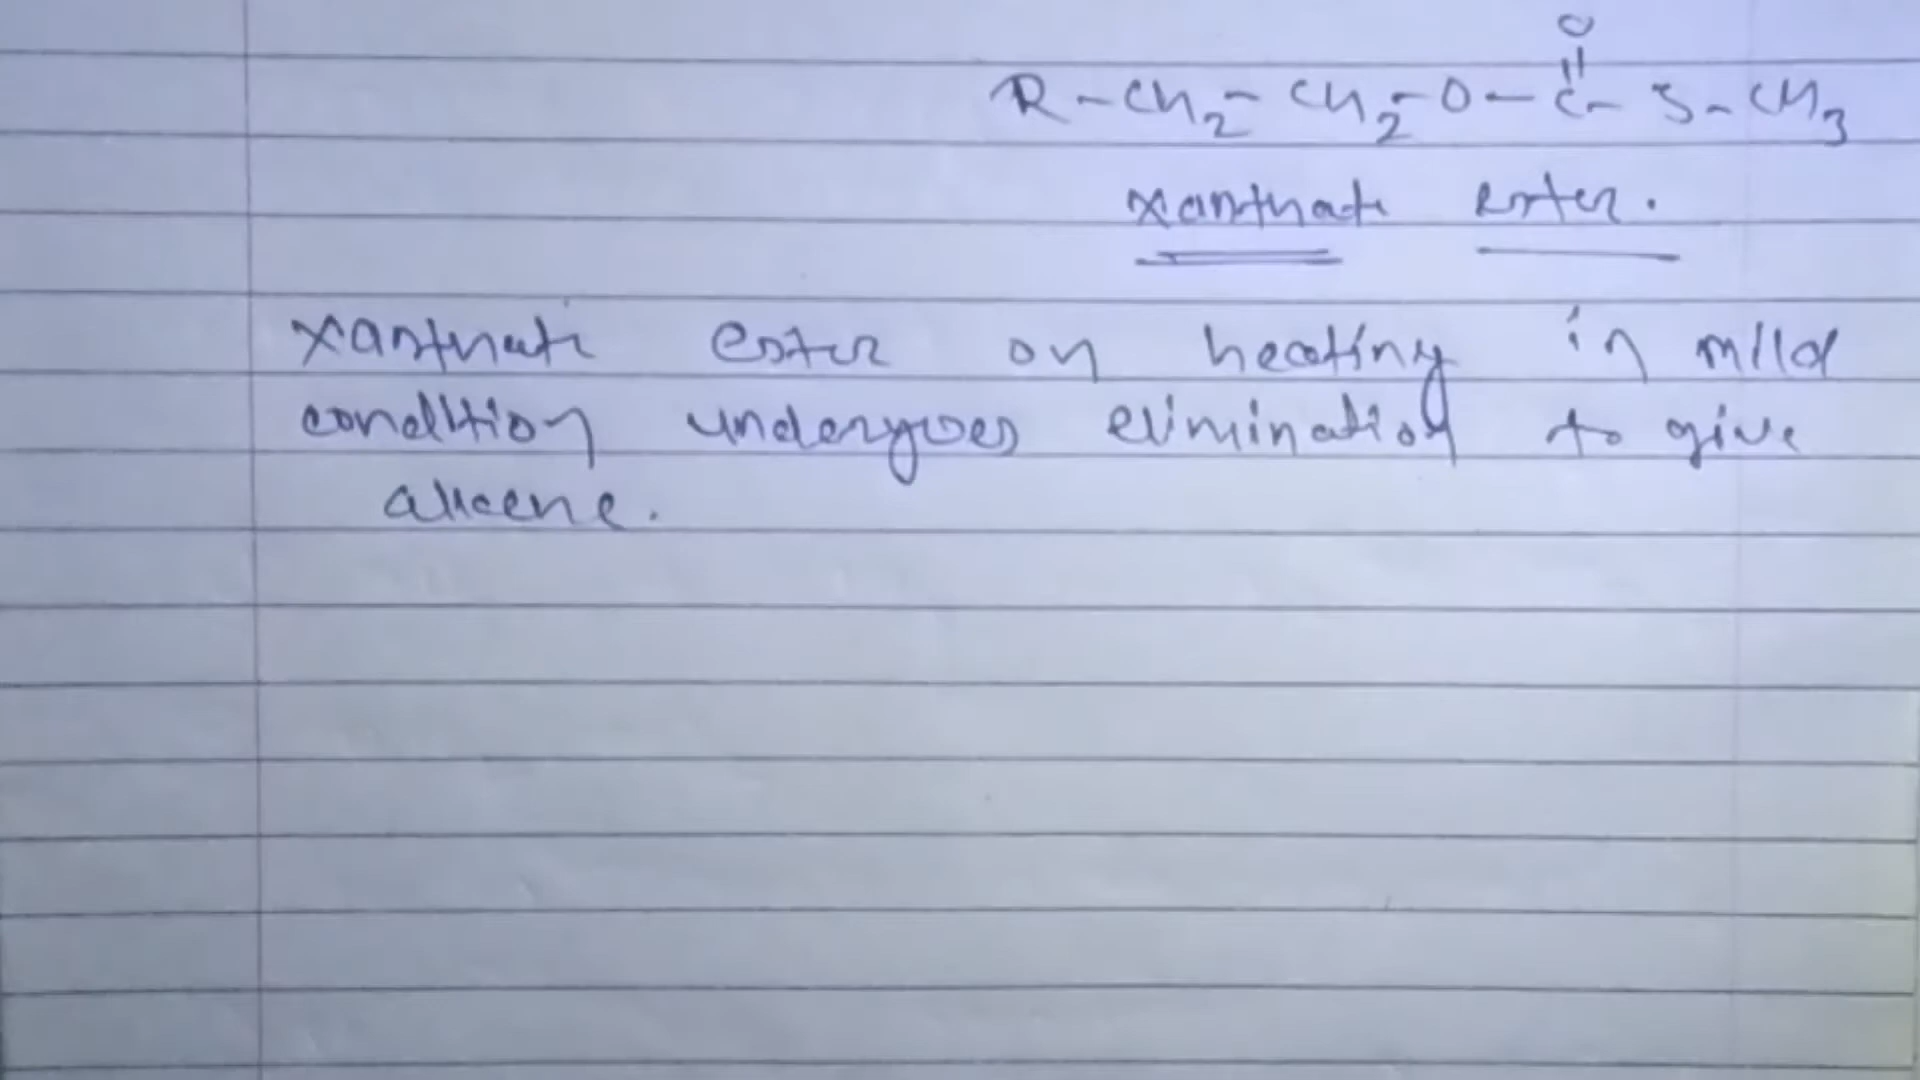 O
||
R-CH2-CH2-O-C-S-CH3
xanthate ester.
xanthate ester on heating in mild
condition undergoes elimination to give
alkene.